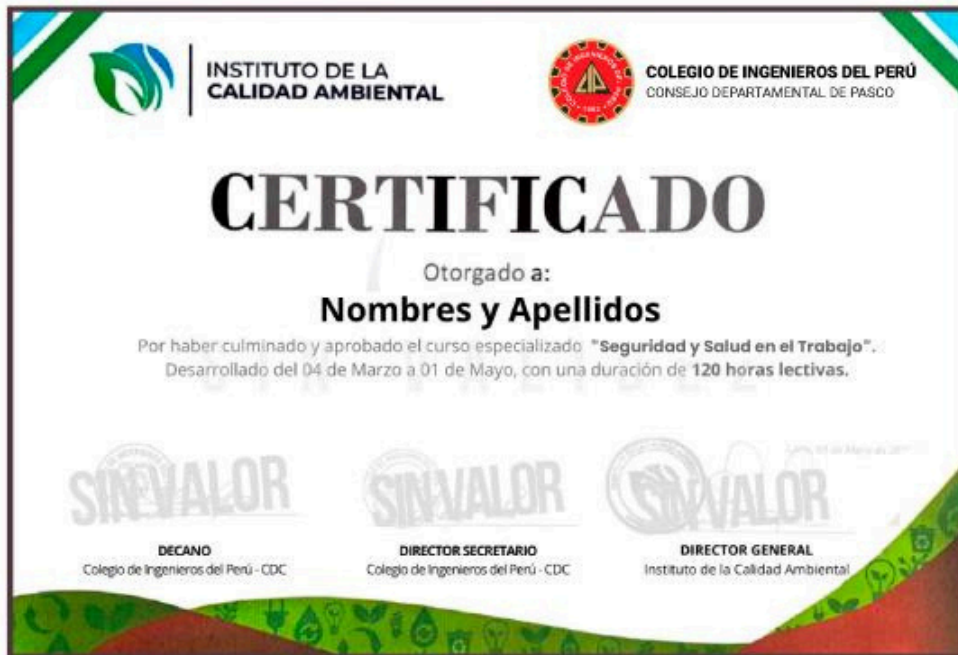 INSTITUTO DE LA
CALIDAD AMBIENTAL
COLEGIO DE INGENIEROS DEL PERÚ
CONSEJO DEPARTAMENTAL DE PASCO
CERTIFICADO
Otorgado a:
Nombres y Apellidos
Por haber culminado y aprobado el curso especializado "Seguridad y Salud en el Trabajo".
Desarrollado del 04 de Marzo a 01 de Mayo, con una duración de 120 horas lectivas.
SIN VALOR
SIN VALOR
SIN VALOR
DECANO
Colegio de Ingenieros del Perú - CDC
DIRECTOR SECRETARIO
Colegio de Ingenieros del Perú - CDC
DIRECTOR GENERAL
Instituto de la Calidad Ambiental